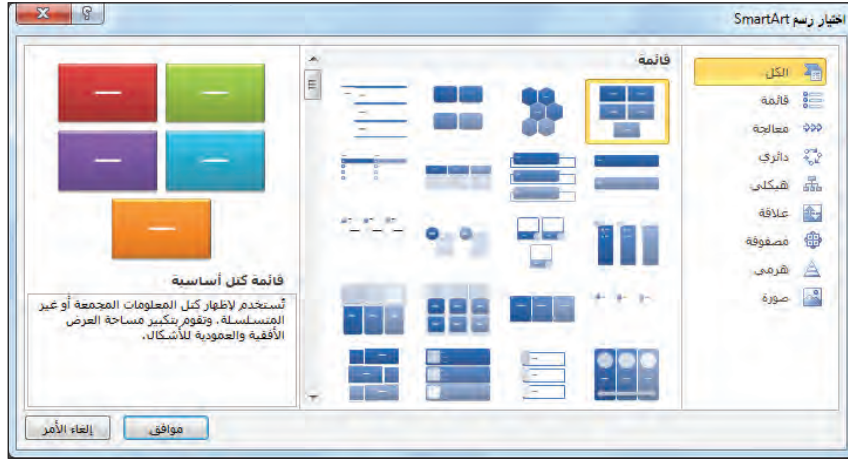 اختيار رسم SmartArt
الكل
قائمة
معالجة
دائري
هيكلي
علاقة
مصفوفة
هرمي
صورة
قائمة
قائمة كتل أساسية
تُستخدم لإظهار كتل المعلومات المجمعة أو غير
المتسلسلة. وتقوم بتكبير مساحة العرض
الأفقية والعمودية للأشكال.
موافق
إلغاء الأمر